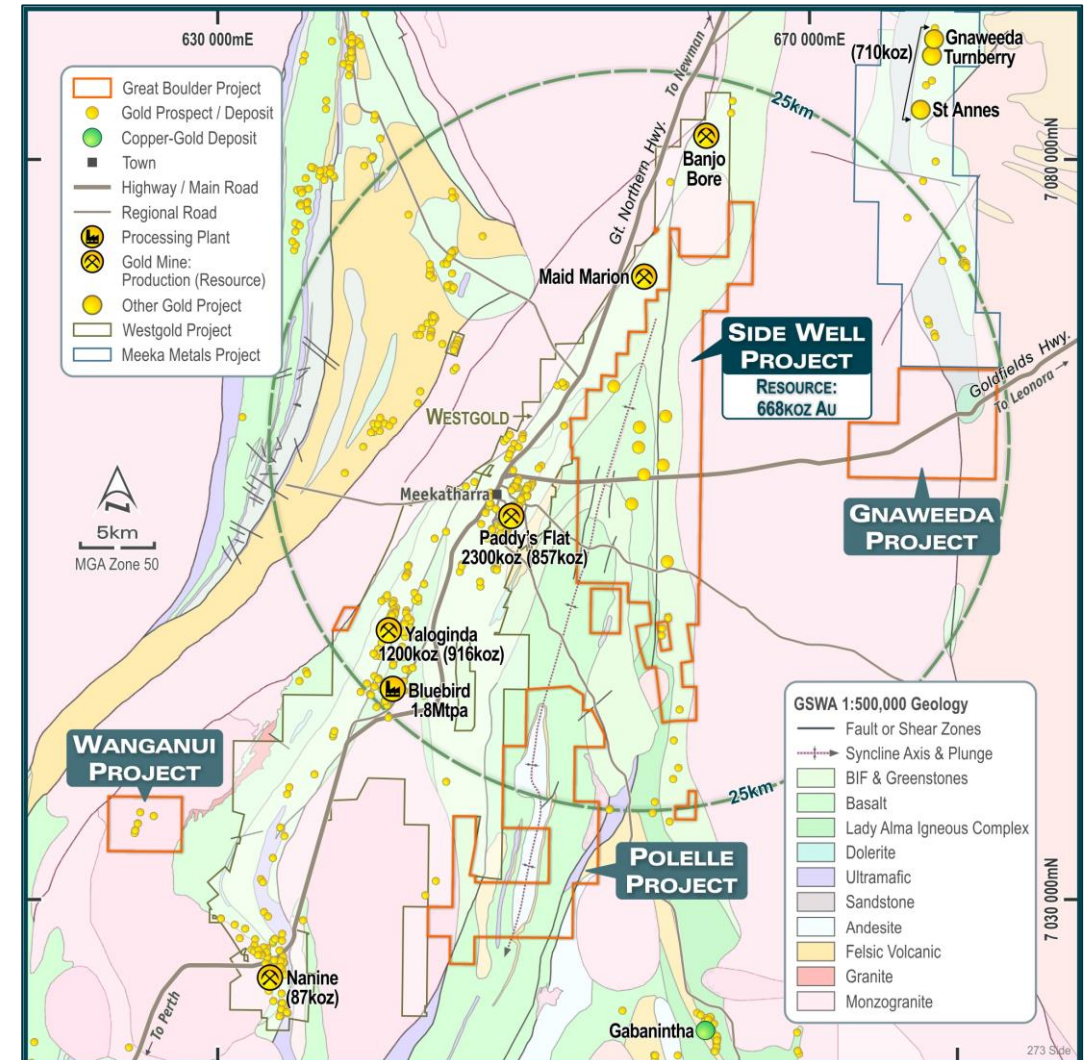 630 000mE
670 000mE
To Newman
Gnaweeda
(710koz)
Turnberry
St Annes
25km
7 080 000mN
Great Boulder Project
Gold Prospect / Deposit
Copper-Gold Deposit
Town
Highway / Main Road
Regional Road
Processing Plant
Gold Mine:
Production (Resource)
Other Gold Project
Westgold Project
Meeka Metals Project
Banjo
Bore
Gt. Northern Hwy.
Maid Marion
SIDE WELL
PROJECT
RESOURCE:
668KOZ AU
Goldfields Hwy.
To Leonora
WESTGOLD
Meekatharra
5km
MGA Zone 50
Paddy's Flat
2300koz (857koz)
GNAWEEDA
PROJECT
Yaloginda
1200koz (916koz)
Bluebird
1.8Mtpa
WANGANUI
PROJECT
25km
POLELLE
PROJECT
GSWA 1:500,000 Geology
Fault or Shear Zones
Syncline Axis & Plunge
BIF & Greenstones
Basalt
Lady Alma Igneous Complex
Dolerite
Ultramafic
Sandstone
Andesite
Felsic Volcanic
Granite
Monzogranite
7 030 000mN
Nanine
(87koz)
To Perth
Gabanintha
273 Side